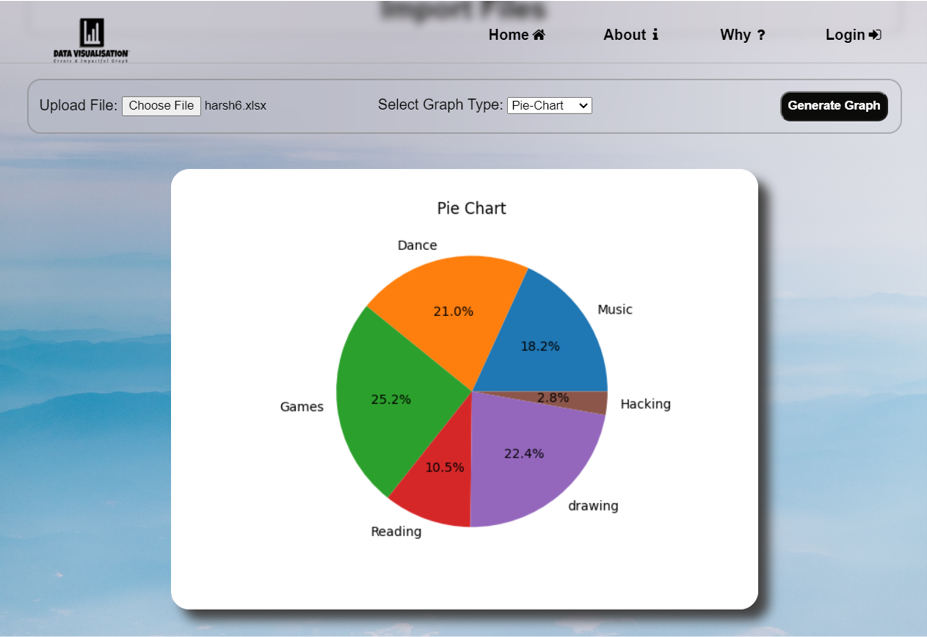 Import Files
DATA VISUALISATION
Create & Impactful Graph
Home
About
Why ?
Login
Upload File: Choose File harsh6.xlsx
Select Graph Type: Pie-Chart
Generate Graph
Pie Chart
Dance
Music
21.0%
18.2%
Games
25.2%
2.8%
Hacking
22.4%
10.5%
drawing
Reading